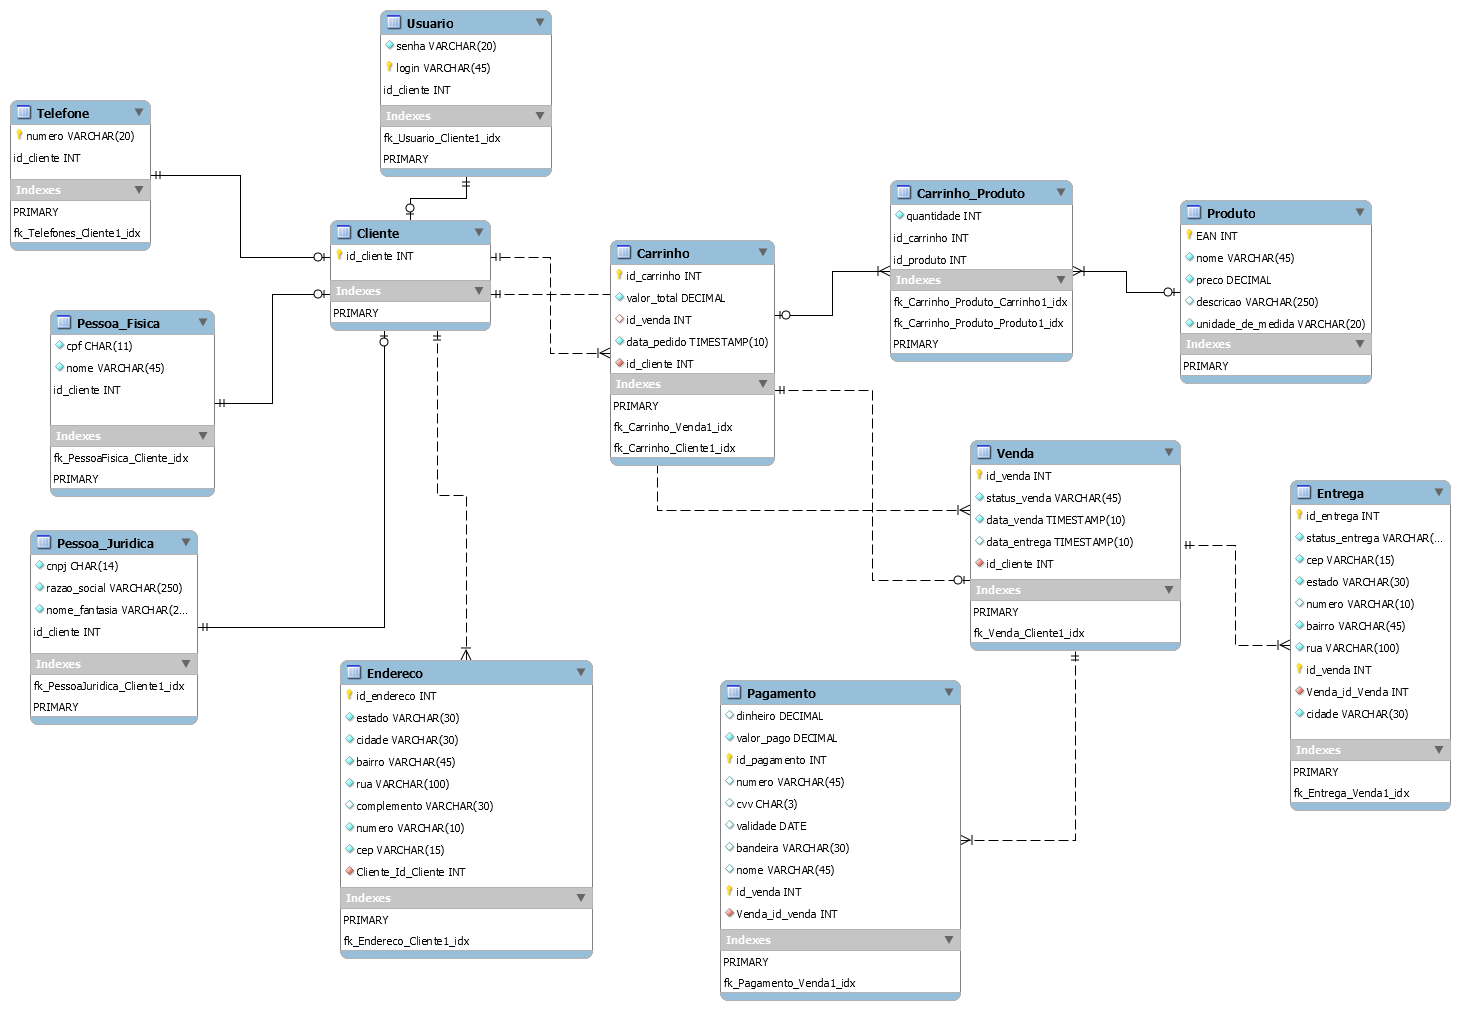 Usuario
senha VARCHAR(20)
login VARCHAR(45)
id_cliente INT
Indexes
fk_Usuario_Cliente1_idx
PRIMARY
Telefone
numero VARCHAR(20)
id_cliente INT
Indexes
PRIMARY
fk_Telefones_Cliente1_idx
Cliente
id_cliente INT
Indexes
PRIMARY
Pessoa_Fisica
cpf CHAR(11)
nome VARCHAR(45)
id_cliente INT
Indexes
fk_PessoaFisica_Cliente_idx
PRIMARY
Pessoa_Juridica
cnpj CHAR(14)
razao_social VARCHAR(250)
nome_fantasia VARCHAR(2...
id_cliente INT
Indexes
fk_PessoaJuridica_Cliente1_idx
PRIMARY
Endereco
id_endereco INT
estado VARCHAR(30)
cidade VARCHAR(30)
bairro VARCHAR(45)
rua VARCHAR(100)
complemento VARCHAR(30)
numero VARCHAR(10)
cep VARCHAR(15)
Cliente_Id_Cliente INT
Indexes
PRIMARY
fk_Endereco_Cliente1_idx
Carrinho
id_carrinho INT
valor_total DECIMAL
id_venda INT
data_pedido TIMESTAMP(10)
id_cliente INT
Indexes
PRIMARY
fk_Carrinho_Venda1_idx
fk_Carrinho_Cliente1_idx
Carrinho_Produto
quantidade INT
id_carrinho INT
id_produto INT
Indexes
fk_Carrinho_Produto_Carrinho1_idx
fk_Carrinho_Produto_Produto1_idx
PRIMARY
Produto
EAN INT
nome VARCHAR(45)
preco DECIMAL
descricao VARCHAR(250)
unidade_de_medida VARCHAR(20)
Indexes
PRIMARY
Venda
id_venda INT
status_venda VARCHAR(45)
data_venda TIMESTAMP(10)
data_entrega TIMESTAMP(10)
id_cliente INT
Indexes
PRIMARY
fk_Venda_Cliente1_idx
Entrega
id_entrega INT
status_entrega VARCHAR(...
cep VARCHAR(15)
estado VARCHAR(30)
numero VARCHAR(10)
bairro VARCHAR(45)
rua VARCHAR(100)
id_venda INT
Venda_id_Venda INT
cidade VARCHAR(30)
Indexes
PRIMARY
fk_Entrega_Venda1_idx
Pagamento
dinheiro DECIMAL
valor_pago DECIMAL
id_pagamento INT
numero VARCHAR(45)
cvv CHAR(3)
validade DATE
bandeira VARCHAR(30)
nome VARCHAR(45)
id_venda INT
Venda_id_venda INT
Indexes
PRIMARY
fk_Pagamento_Venda1_idx